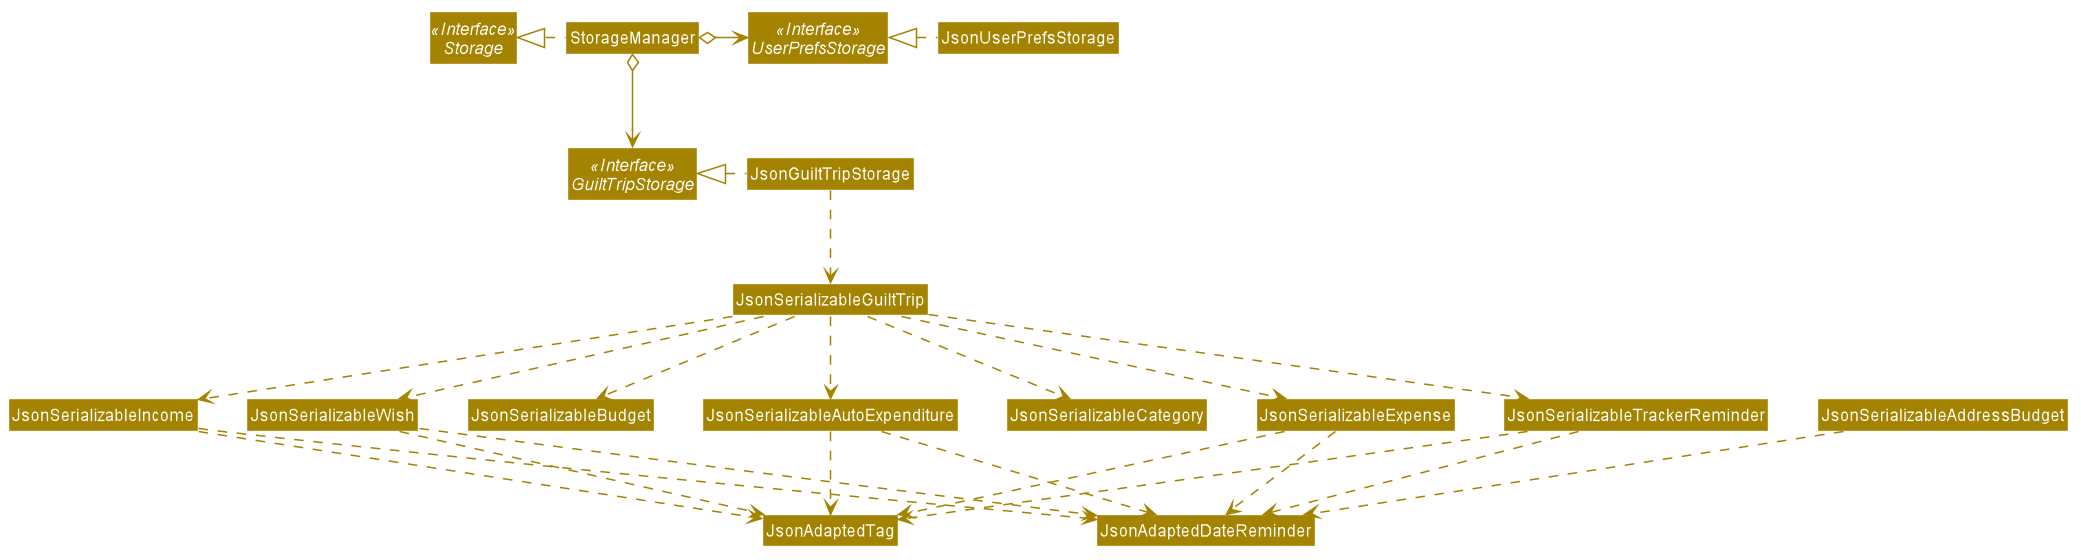 «Interface»
Storage
StorageManager
«Interface»
UserPrefsStorage
JsonUserPrefsStorage
«Interface»
GuiltTripStorage
JsonGuiltTripStorage
JsonSerializableGuiltTrip
JsonSerializableIncome
JsonSerializableWish
JsonSerializableBudget
JsonSerializableAutoExpenditure
JsonSerializableCategory
JsonSerializableExpense
JsonSerializableTrackerReminder
JsonSerializableAddressBudget
JsonAdaptedTag
JsonAdaptedDateReminder